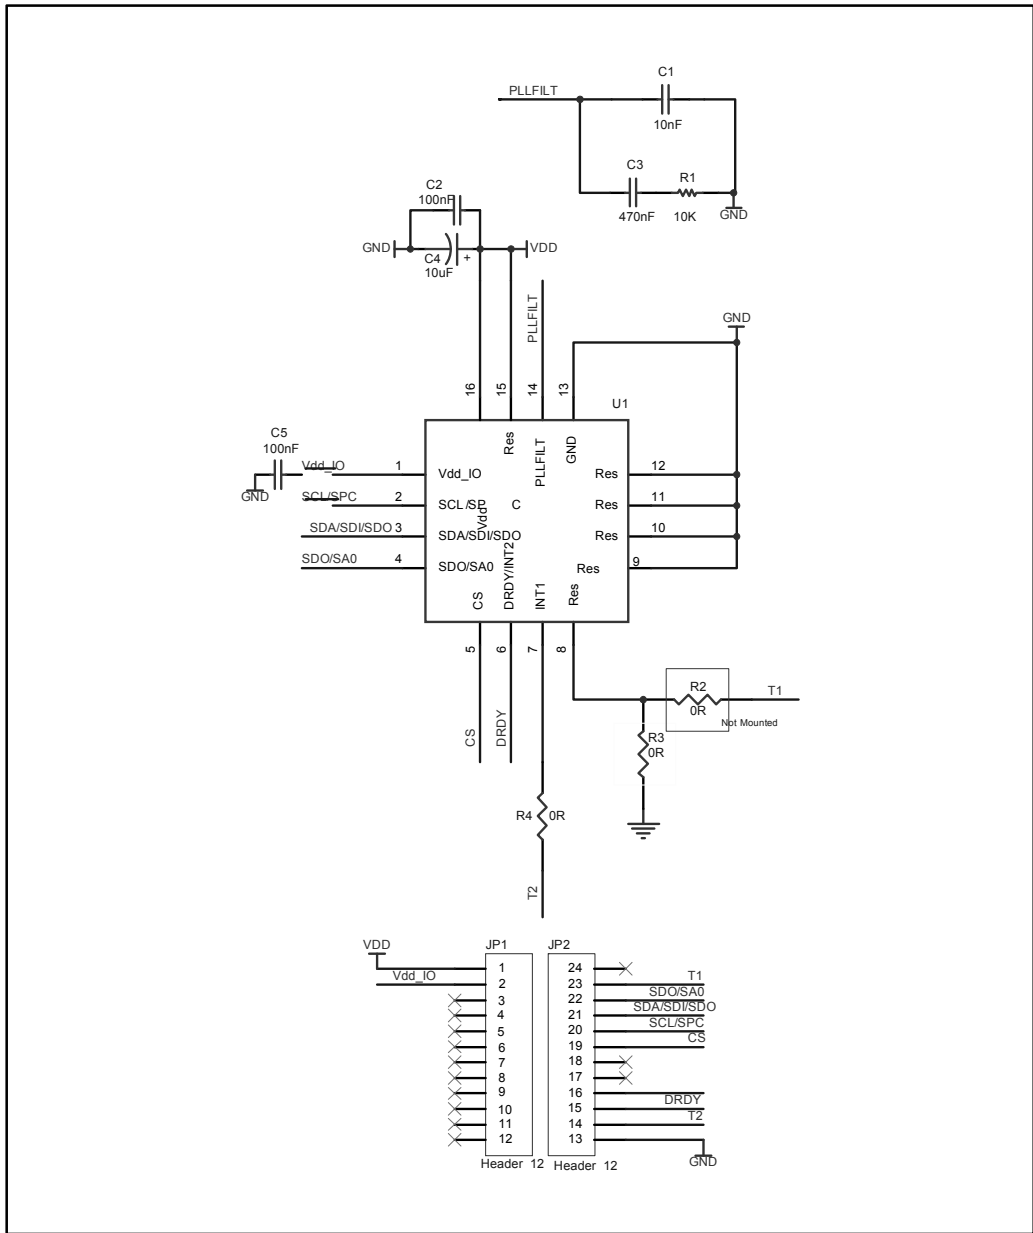 C1
PLLFILT
10nF
C3
R1
470nF
10K
GND
C2
100nF
GND
C4
10uF
+
VDD
PLLFILT
GND
16
15
14
13
U1
C5
100nF
GND
Vdd_IO
1
Vdd_IO
SCL/SPC
2
SCL/SP C
SDA/SDI/SDO
3
SDA/SDI/SDO
SDO/SA0
4
SDO/SA0
Vdd
Res
PLLFILT
GND
Res
12
Res
11
Res
10
Res
9
CS
DRDY/INT2
INT1
Res
5
6
7
8
CS
DRDY
R2
0R
T1
Not Mounted
R3
0R
R4
0R
T2
VDD
JP1
JP2
Vdd_IO
1
2
3
4
5
6
7
8
9
10
11
12
Header 12
24
23
T1
22
SDO/SA0
21
SDA/SDI/SDO
20
SCL/SPC
19
CS
18
17
16
15
DRDY
14
T2
13
GND
Header 12